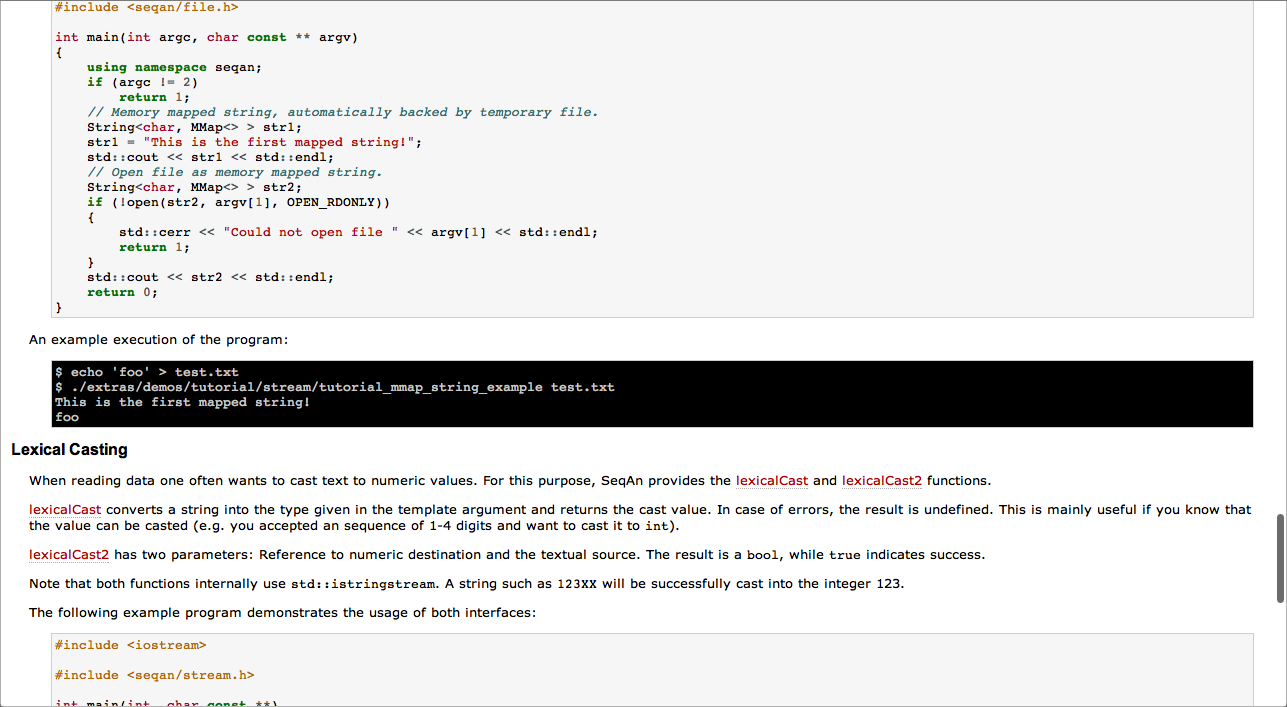 #include <seqan/file.h>
int main(int argc, char const ** argv)
{
    using namespace seqan;
    if (argc != 2)
        return 1;
    // Memory mapped string, automatically backed by temporary file.
    String<char, MMap<> > str1;
    str1 = "This is the first mapped string!";
    std::cout << str1 << std::endl;
    // Open file as memory mapped string.
    String<char, MMap<> > str2;
    if (!open(str2, argv[1], OPEN_RDONLY))
    {
        std::cerr << "Could not open file " << argv[1] << std::endl;
        return 1;
    }
    std::cout << str2 << std::endl;
    return 0;
}
An example execution of the program:
$ echo 'foo' > test.txt
$ ./extras/demos/tutorial/stream/tutorial_mmap_string_example test.txt
This is the first mapped string!
foo
Lexical Casting
When reading data one often wants to cast text to numeric values. For this purpose, SeqAn provides the lexicalCast and lexicalCast2 functions.
lexicalCast converts a string into the type given in the template argument and returns the cast value. In case of errors, the result is undefined. This is mainly useful if you know that
the value can be casted (e.g. you accepted an sequence of 1-4 digits and want to cast it to int).
lexicalCast2 has two parameters: Reference to numeric destination and the textual source. The result is a bool, while true indicates success.
Note that both functions internally use std::istringstream. A string such as 123XX will be successfully cast into the integer 123.
The following example program demonstrates the usage of both interfaces:
#include <iostream>
#include <seqan/stream.h>
int main(int, char const **)